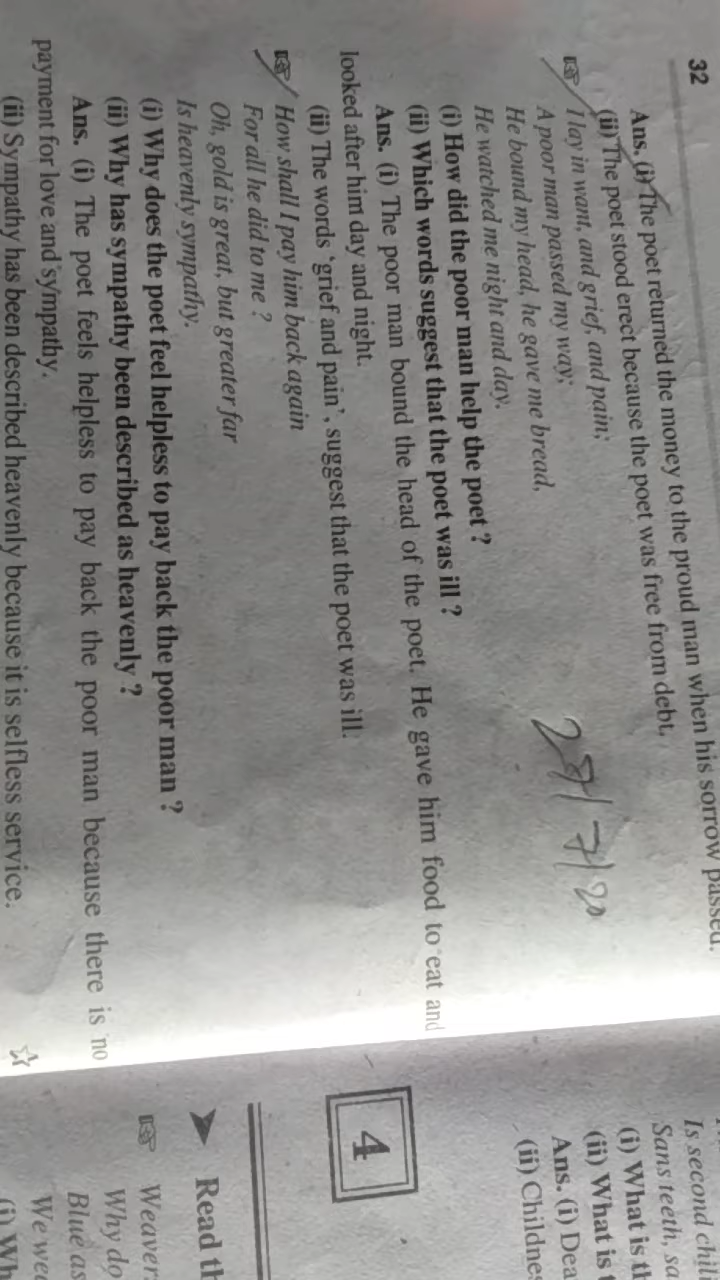 32
Ans. (i) The poet returned the money to the proud man when his sorrow passed.
(ii) The poet stood erect because the poet was free from debt.
I lay in want, and grief, and pain;
A poor man passed my way;
He bound my head, he gave me bread,
He watched me night and day.
(i) How did the poor man help the poet ?
(ii) Which words suggest that the poet was ill ?
Ans. (i) The poor man bound the head of the poet. He gave him food to eat and
looked after him day and night.
(ii) The words 'grief and pain', suggest that the poet was ill.
How shall I pay him back again
For all he did to me ?
Oh, gold is great, but greater far
Is heavenly sympathy.
(i) Why does the poet feel helpless to pay back the poor man ?
(ii) Why has sympathy been described as heavenly ?
Ans. (i) The poet feels helpless to pay back the poor man because there is no
payment for love and sympathy.
(ii) Sympathy has been described heavenly because it is selfless service.
Is second
Sans teeth,
(i) What is
(ii) What is
Ans. (i)
(ii)
4
Read
Why do
Blue as
We
(i)